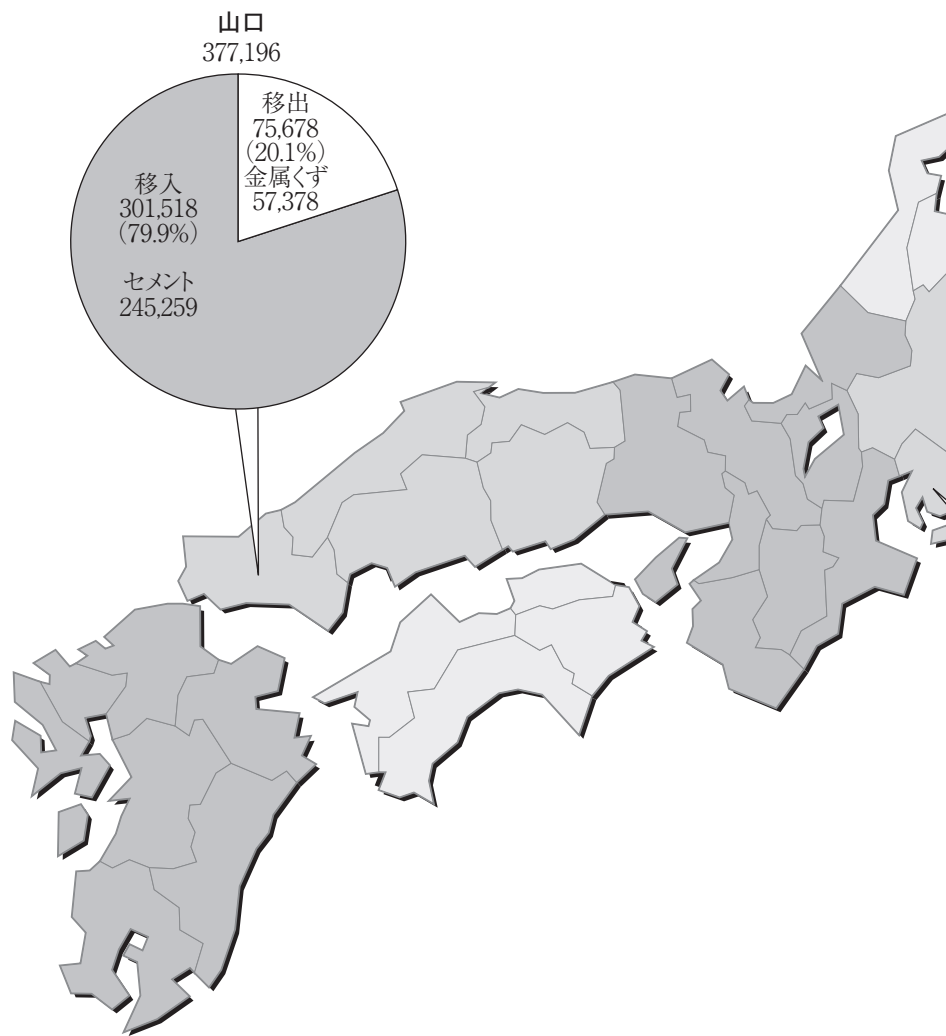 山口
377,196
移出
75,678
(20.1%)
金属くず
57,378
移入
301,518
(79.9%)
セメント
245,259